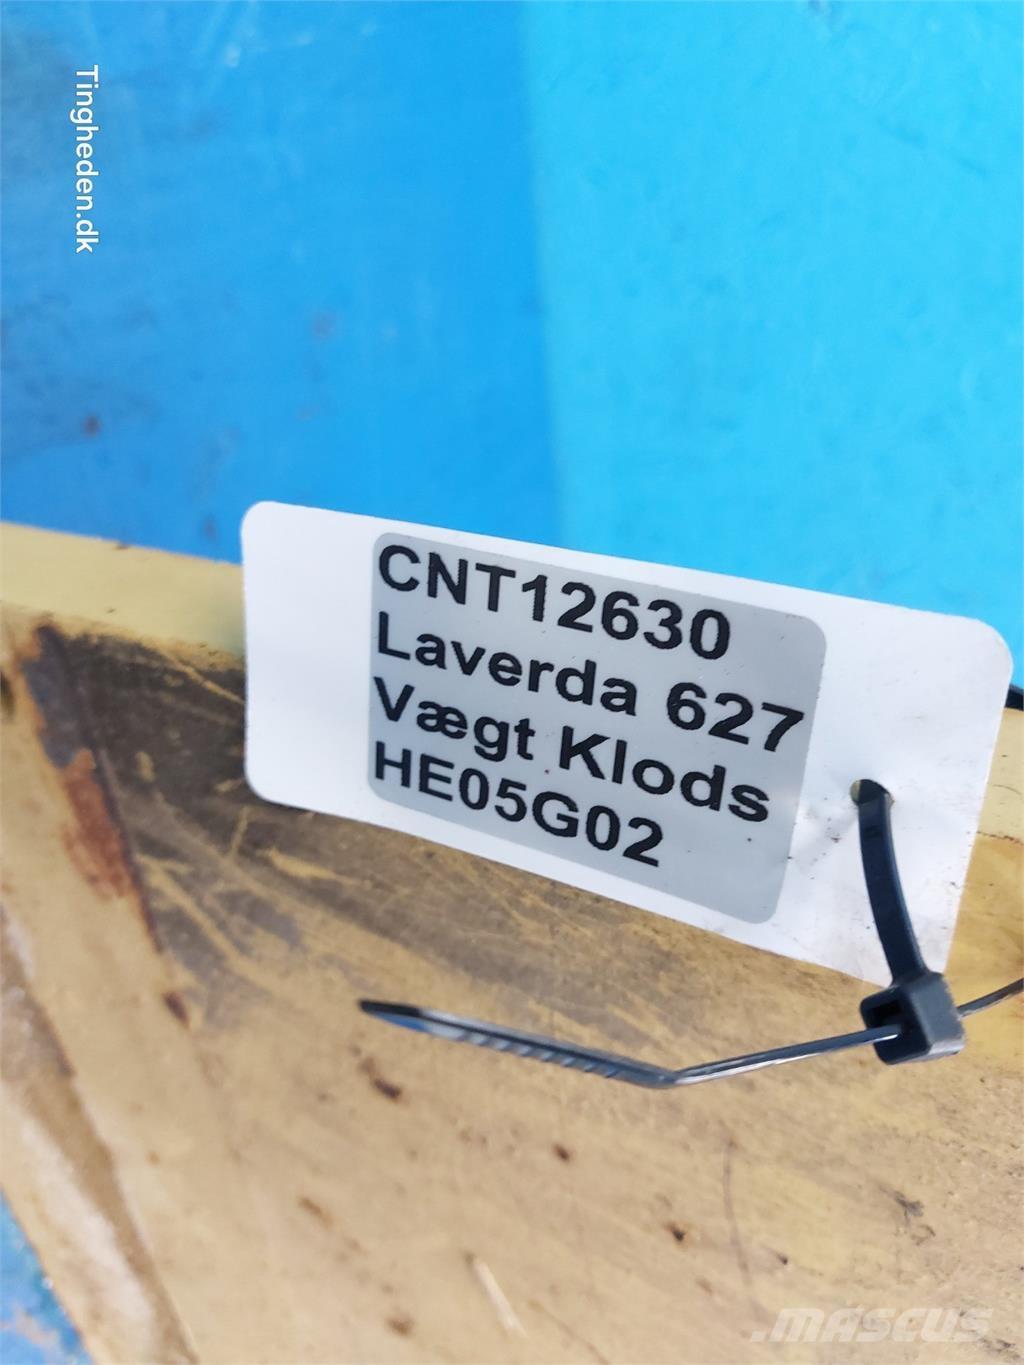 Tingheden.dk
CNT12630
Laverda 627
Vægt Klods
HE05G02
.MASCUS